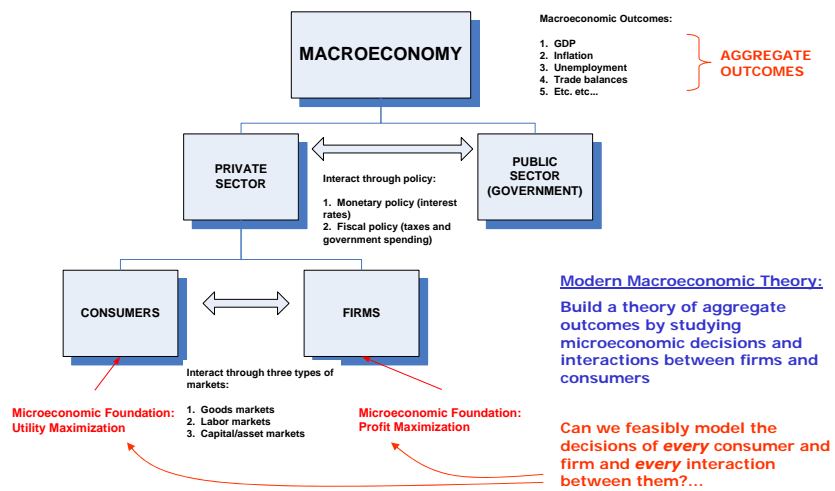 MACROECONOMY
Macroeconomic Outcomes:
1. GDP
2. Inflation
3. Unemployment
4. Trade balances
5. Etc. etc...
AGGREGATE
OUTCOMES
PRIVATE
SECTOR
PUBLIC
SECTOR
(GOVERNMENT)
Interact through policy:
1. Monetary policy (interest
rates)
2. Fiscal policy (taxes and
government spending)
CONSUMERS
FIRMS
Interact through three types of
markets:
1. Goods markets
2. Labor markets
3. Capital/asset markets
Microeconomic Foundation:
Utility Maximization
Microeconomic Foundation:
Profit Maximization
Modern Macroeconomic Theory:
Build a theory of aggregate
outcomes by studying
microeconomic decisions and
interactions between firms and
consumers
Can we feasibly model the
decisions of every consumer and
firm and every interaction
between them?...